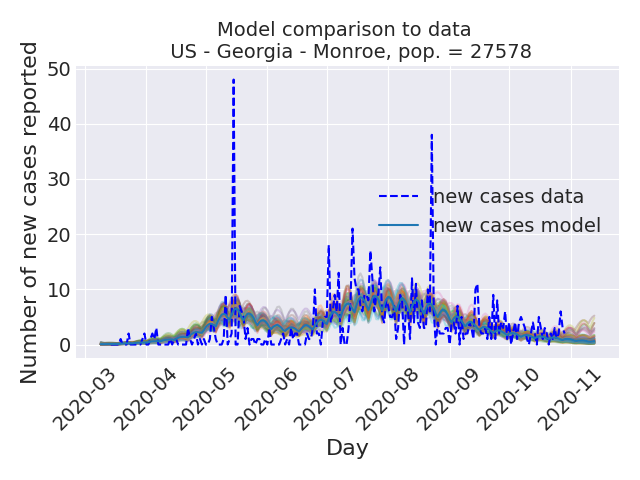 Model comparison to data
US - Georgia - Monroe, pop. = 27578
Number of new cases reported
50
40
30
20
10
0
new cases data
new cases model
2020-03
2020-04
2020-05
2020-06
2020-07
2020-08
2020-09
2020-10
2020-11
Day